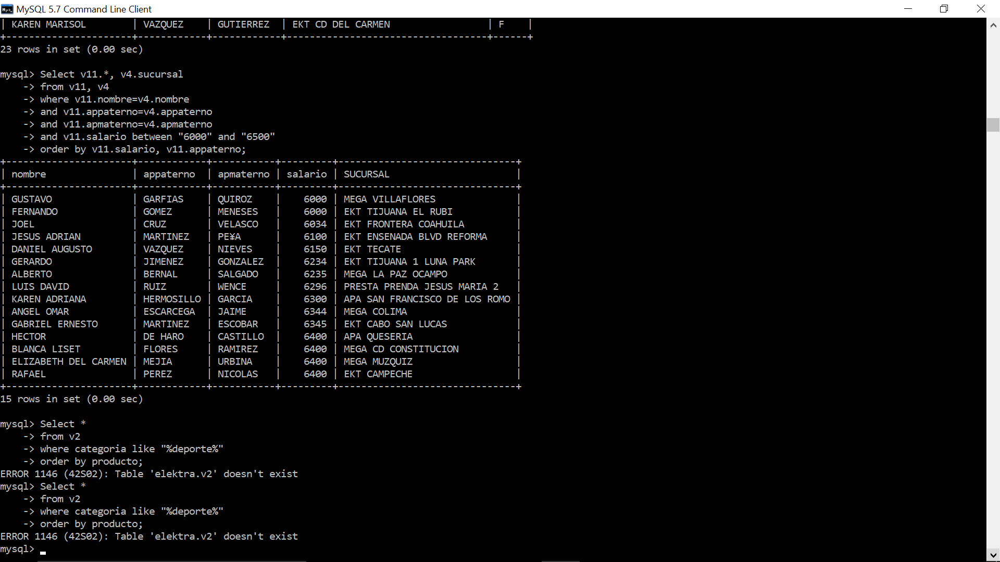 MySQL 5.7 Command Line Client
| KAREN MARISOL        | VAZQUEZ    | GUTIERREZ  | EKT CD DEL CARMEN                 | F    |
+----------------------+------------+------------+-----------------------------------+------+
23 rows in set (0.00 sec)
mysql> Select v11.*, v4.sucursal
    -> from v11, v4
    -> where v11.nombre=v4.nombre
    -> and v11.appaterno=v4.appaterno
    -> and v11.apmaterno=v4.apmaterno
    -> and v11.salario between "6000" and "6500"
    -> order by v11.salario, v11.appaterno;
+----------------------+------------+-----------+---------+-------------------------------+
| nombre               | appaterno  | apmaterno | salario | SUCURSAL                      |
+----------------------+------------+-----------+---------+-------------------------------+
| GUSTAVO              | GARFIAS    | QUIROZ    |    6000 | MEGA VILLAFLORES              |
| FERNANDO             | GOMEZ      | MENESES   |    6000 | EKT TIJUANA EL RUBI           |
| JOEL                 | CRUZ       | VELASCO   |    6034 | EKT FRONTERA COAHUILA         |
| JESUS ADRIAN         | MARTINEZ   | PE¥A      |    6100 | EKT ENSENADA BLVD REFORMA     |
| DANIEL AUGUSTO       | VAZQUEZ    | NIEVES    |    6150 | EKT TECATE                    |
| GERARDO              | JIMENEZ    | GONZALEZ  |    6234 | EKT TIJUANA 1 LUNA PARK       |
| ALBERTO              | BERNAL     | SALGADO   |    6235 | MEGA LA PAZ OCAMPO            |
| LUIS DAVID           | RUIZ       | WENCE     |    6296 | PRESTA PRENDA JESUS MARIA 2   |
| KAREN ADRIANA        | HERMOSILLO | GARCIA    |    6300 | APA SAN FRANCISCO DE LOS ROMO |
| ANGEL OMAR           | ESCARCEGA  | JAIME     |    6344 | MEGA COLIMA                   |
| GABRIEL ERNESTO      | MARTINEZ   | ESCOBAR   |    6345 | EKT CABO SAN LUCAS            |
| HECTOR               | DE HARO    | CASTILLO  |    6400 | APA QUESERIA                  |
| BLANCA LISET         | FLORES     | RAMIREZ   |    6400 | MEGA CD CONSTITUCION          |
| ELIZABETH DEL CARMEN | MEJIA      | URBINA    |    6400 | MEGA MUZQUIZ                  |
| RAFAEL               | PEREZ      | NICOLAS   |    6400 | EKT CAMPECHE                  |
+----------------------+------------+-----------+---------+-------------------------------+
15 rows in set (0.00 sec)
mysql> Select *
    -> from v2
    -> where categoria like "%deporte%"
    -> order by producto;
ERROR 1146 (42S02): Table 'elektra.v2' doesn't exist
mysql> Select *
    -> from v2
    -> where categoria like "%deporte%"
    -> order by producto;
ERROR 1146 (42S02): Table 'elektra.v2' doesn't exist
mysql>